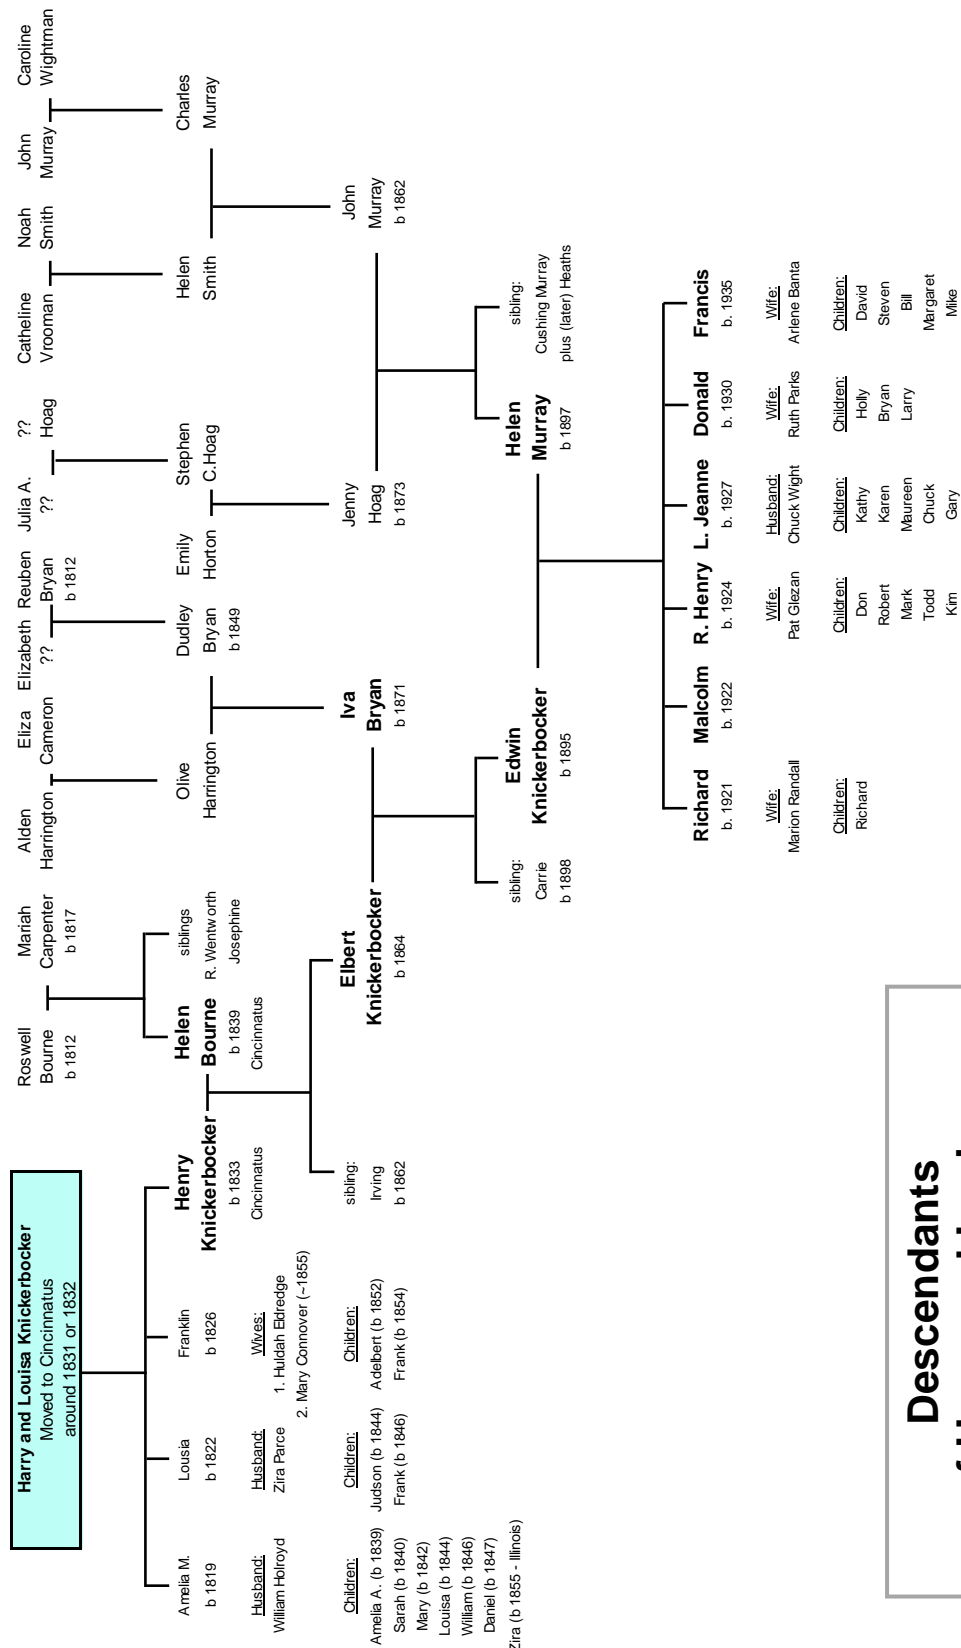 Harry and Louisa Knickerbocker
Moved to Cincinnatus
around 1831 or 1832
Roswell
Bourne
b 1812
Mariah
Carpenter
b 1817
Alden
Harrington
Eliza
Cameron
Elizabeth
??
Reuben
Bryan
b 1812
Julia A.
??
??
Hoag
Catheline
Vrooman
Noah
Smith
John
Murray
Caroline
Wightman
Amelia M.
b 1819
Husband:
William Holroyd
Children:
Amelia A. (b 1839)
Sarah (b 1840)
Mary (b 1842)
Louisa (b 1844)
William (b 1846)
Daniel (b 1847)
Zira (b 1855 - Illinois)
Lousia
b 1822
Husband:
Zira Parce
Children:
Judson (b 1844)
Frank (b 1846)
Franklin
b 1826
Wives:
1. Huldah Eldredge
2. Mary Connover (~1855)
Children:
Adelbert (b 1852)
Frank (b 1854)
Henry
Knickerbocker
b 1833
Cincinnatus
Helen
Bourne
b 1839
Cincinnatus
siblings
R. Wentworth
Josephine
Olive
Harrington
Dudley
Bryan
b 1849
Emily
Horton
Stephen
C.Hoag
Helen
Smith
Charles
Murray
sibling:
Irving
b 1862
Elbert
Knickerbocker
b 1864
Iva
Bryan
b 1871
Jenny
Hoag
b 1873
John
Murray
b 1862
sibling:
Carrie
b 1898
Edwin
Knickerbocker
b 1895
Helen
Murray
b 1897
sibling:
Cushing Murray
plus (later) Heaths
Richard
b. 1921
Wife:
Marion Randall
Children:
Richard
Malcolm
b. 1922
R. Henry
b. 1924
Wife:
Pat Glezan
Children:
Don
Robert
Mark
Todd
Kim
L. Jeanne
b. 1927
Husband:
Chuck Wight
Children:
Kathy
Karen
Maureen
Chuck
Gary
Donald
b. 1930
Wife:
Ruth Parks
Children:
Holly
Bryan
Larry
Francis
b. 1935
Wife:
Arlene Banta
Children:
David
Steven
Bill
Margaret
Mike
Descendants